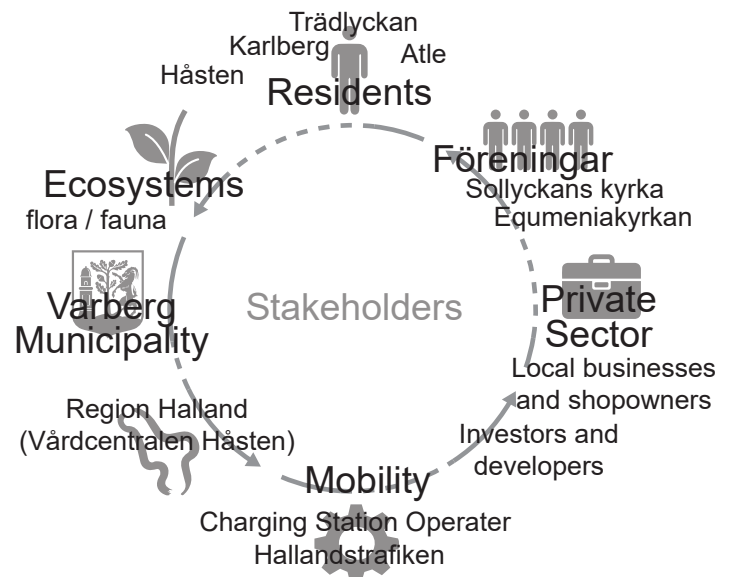 Trädlyckan
Karlberg
Atle
Håsten
Residents
Föreningar
Sollyckans kyrka
Equmeniakyrkan
Ecosystems
flora / fauna
Stakeholders
Varberg
Municipality
Private
Sector
Local businesses
and shopowners
Region Halland
(Vårdcentralen Håsten)
Investors and
developers
Mobility
Charging Station Operater
Hallandstrafiken